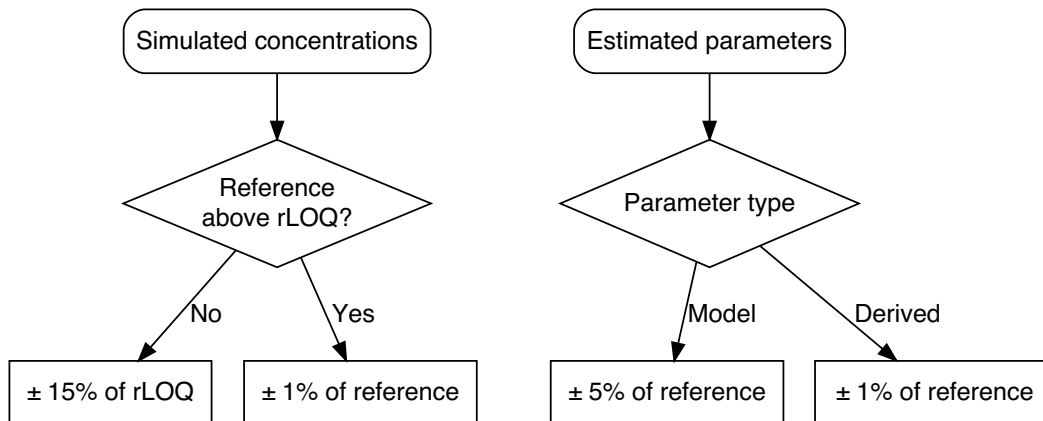 Simulated concentrations
Estimated parameters
Reference
above rLOQ?
Parameter type
No
Yes
Model
Derived
± 15% of rLOQ
± 1% of reference
± 5% of reference
± 1% of reference